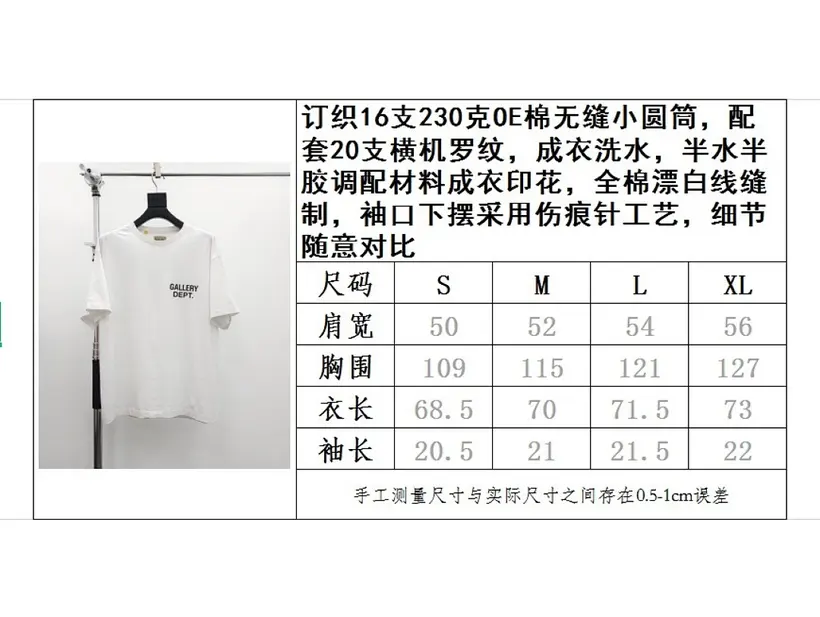 订织16支230克OE棉无缝小圆筒，配
套20支横机罗纹，成衣洗水，半水半
胶调配材料成衣印花，全棉漂白线缝
制，袖口下摆采用伤痕针工艺，细节
随意对比
GALLERY
DEPT.
尺码 S M L XL
肩宽 50 52 54 56
胸围 109 115 121 127
衣长 68.5 70 71.5 73
袖长 20.5 21 21.5 22
手工测量尺寸与实际尺寸之间存在0.5-1cm误差